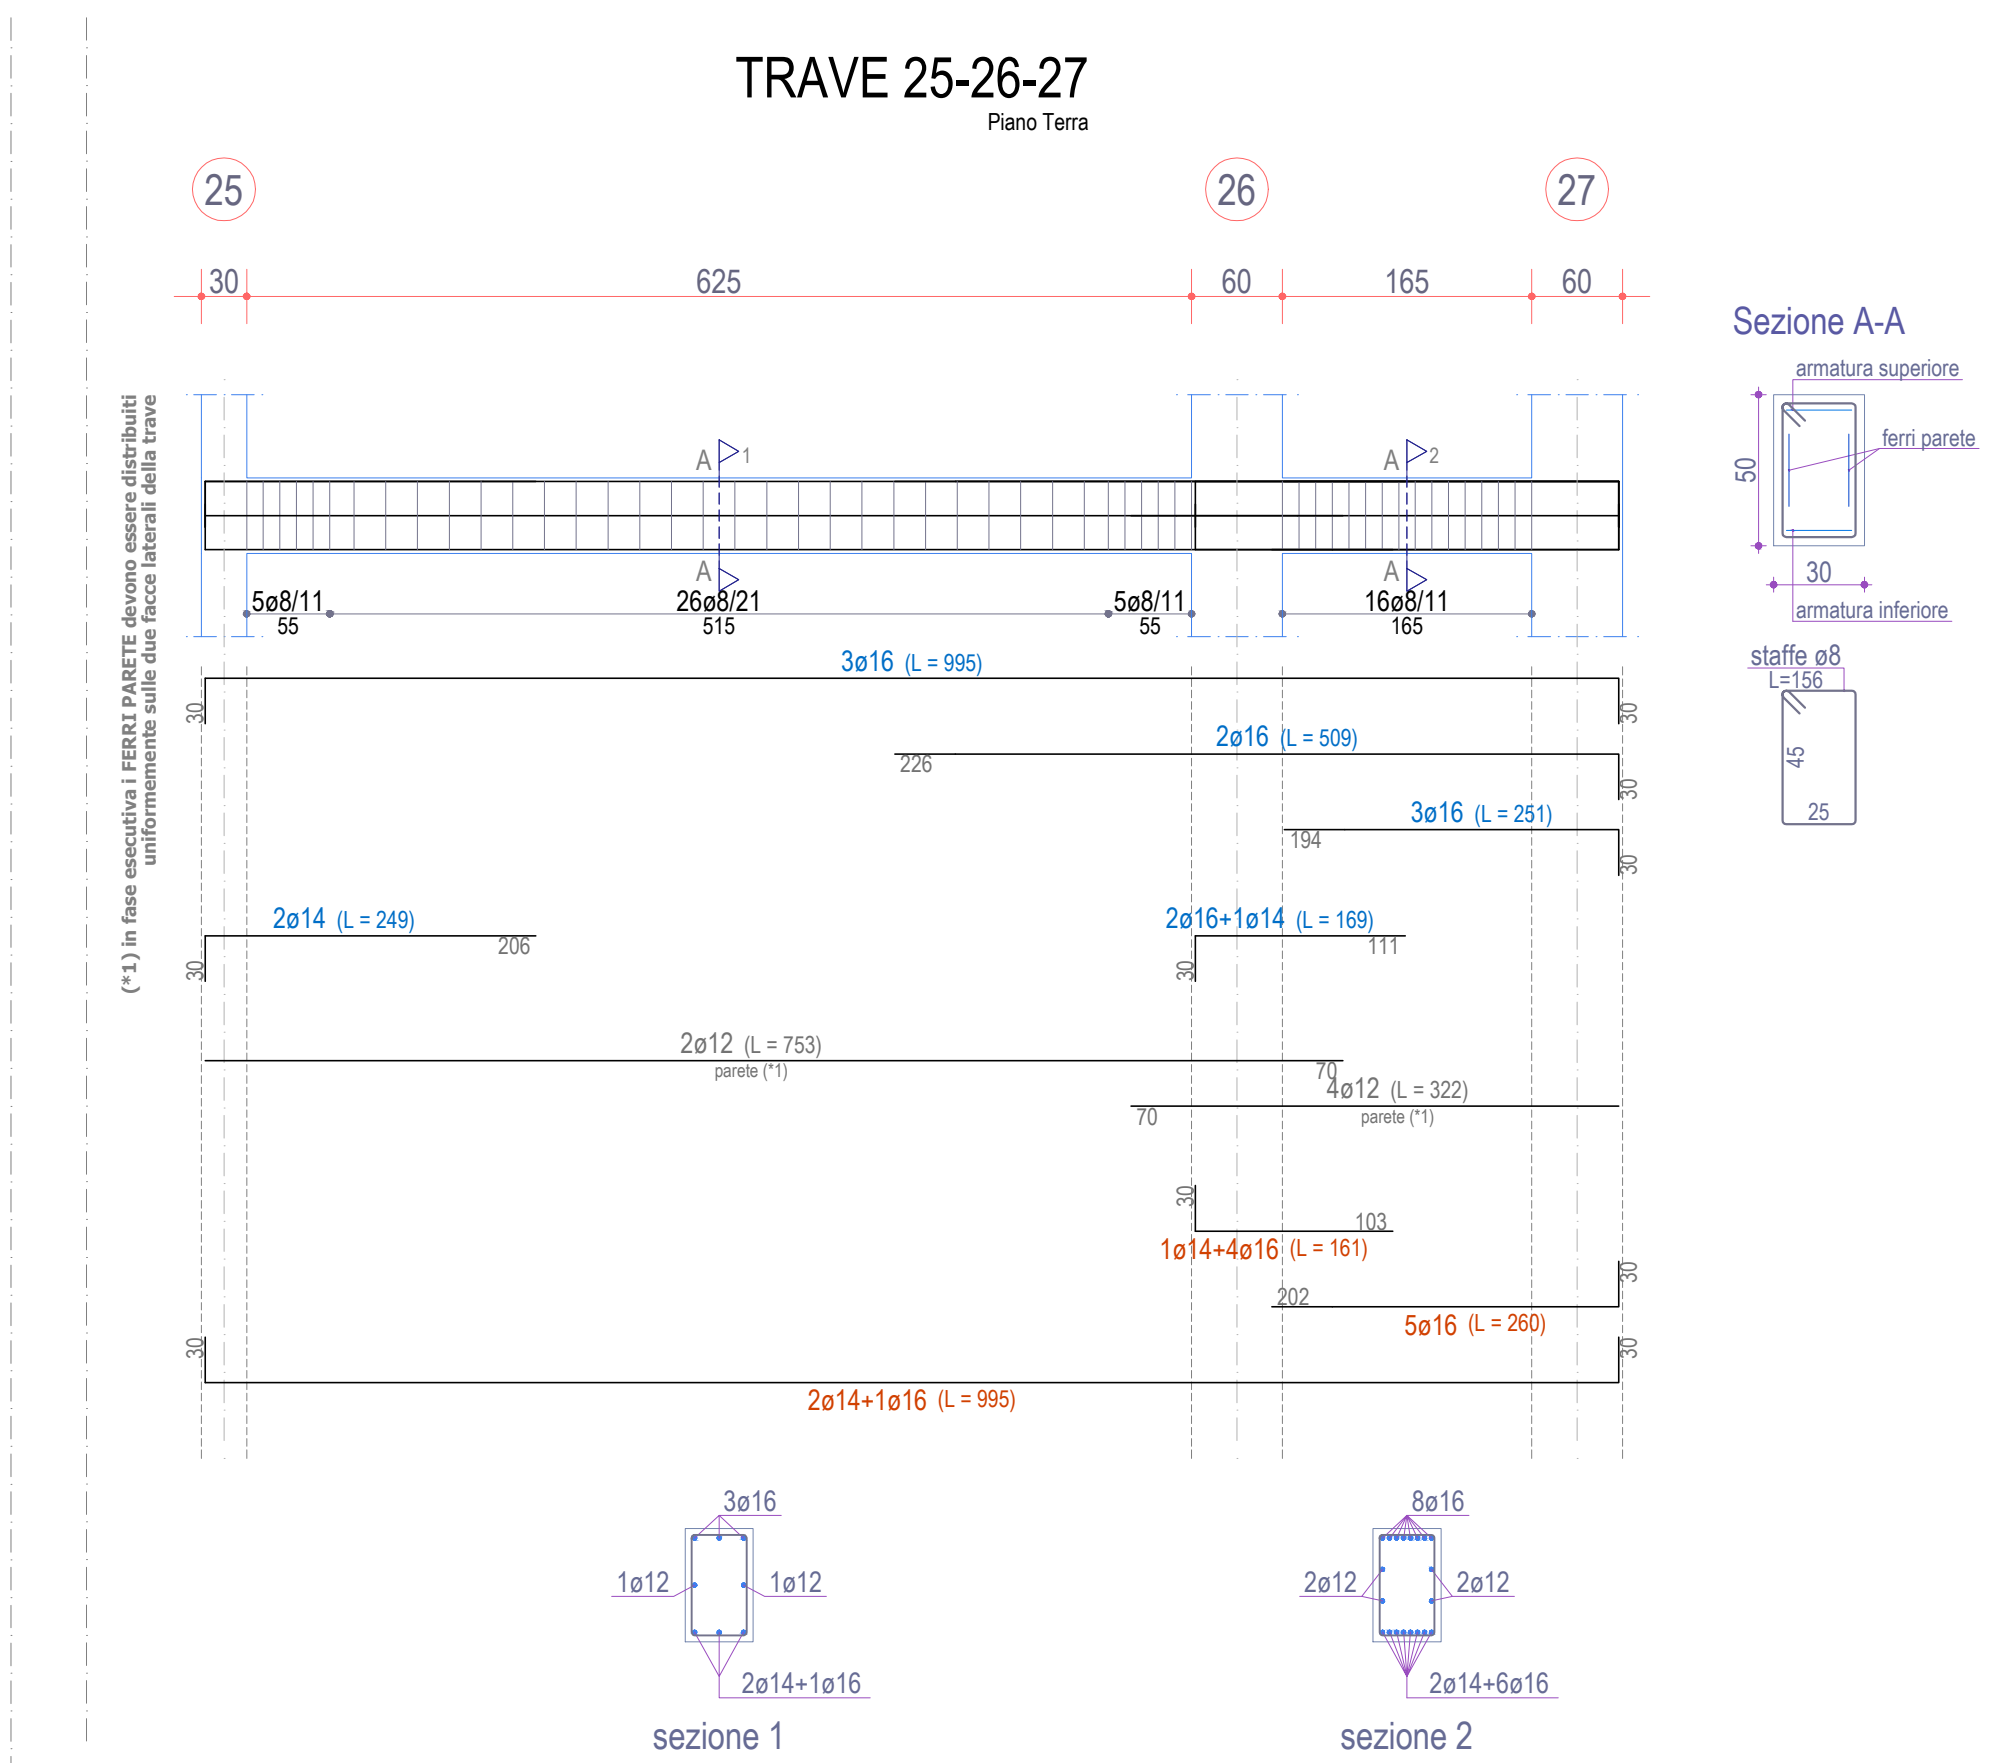 TRAVE 25-26-27
Piano Terra
25
26
27
30
625
60
165
60
Sezione A-A
armatura superiore
ferri parete
50
30
armatura inferiore
staffe ø8
L=156
45
25
(*1) in fase esecutiva i FERRI PARETE devono essere distribuiti
uniformemente sulle due facce laterali della trave
A 1
A 2
A
A
5ø8/11
26ø8/21
5ø8/11
16ø8/11
55
515
55
165
3ø16 (L = 995)
30
30
2ø16 (L = 509)
226
30
3ø16 (L = 251)
194
30
2ø14 (L = 249)
206
30
2ø16+1ø14 (L = 169)
111
30
2ø12 (L = 753)
parete (*1)
70
4ø12 (L = 322)
70
parete (*1)
30
103
1ø14+4ø16 (L = 161)
30
202
5ø16 (L = 260)
30
30
2ø14+1ø16 (L = 995)
3ø16
1ø12
1ø12
2ø14+1ø16
sezione 1
8ø16
2ø12
2ø12
2ø14+6ø16
sezione 2